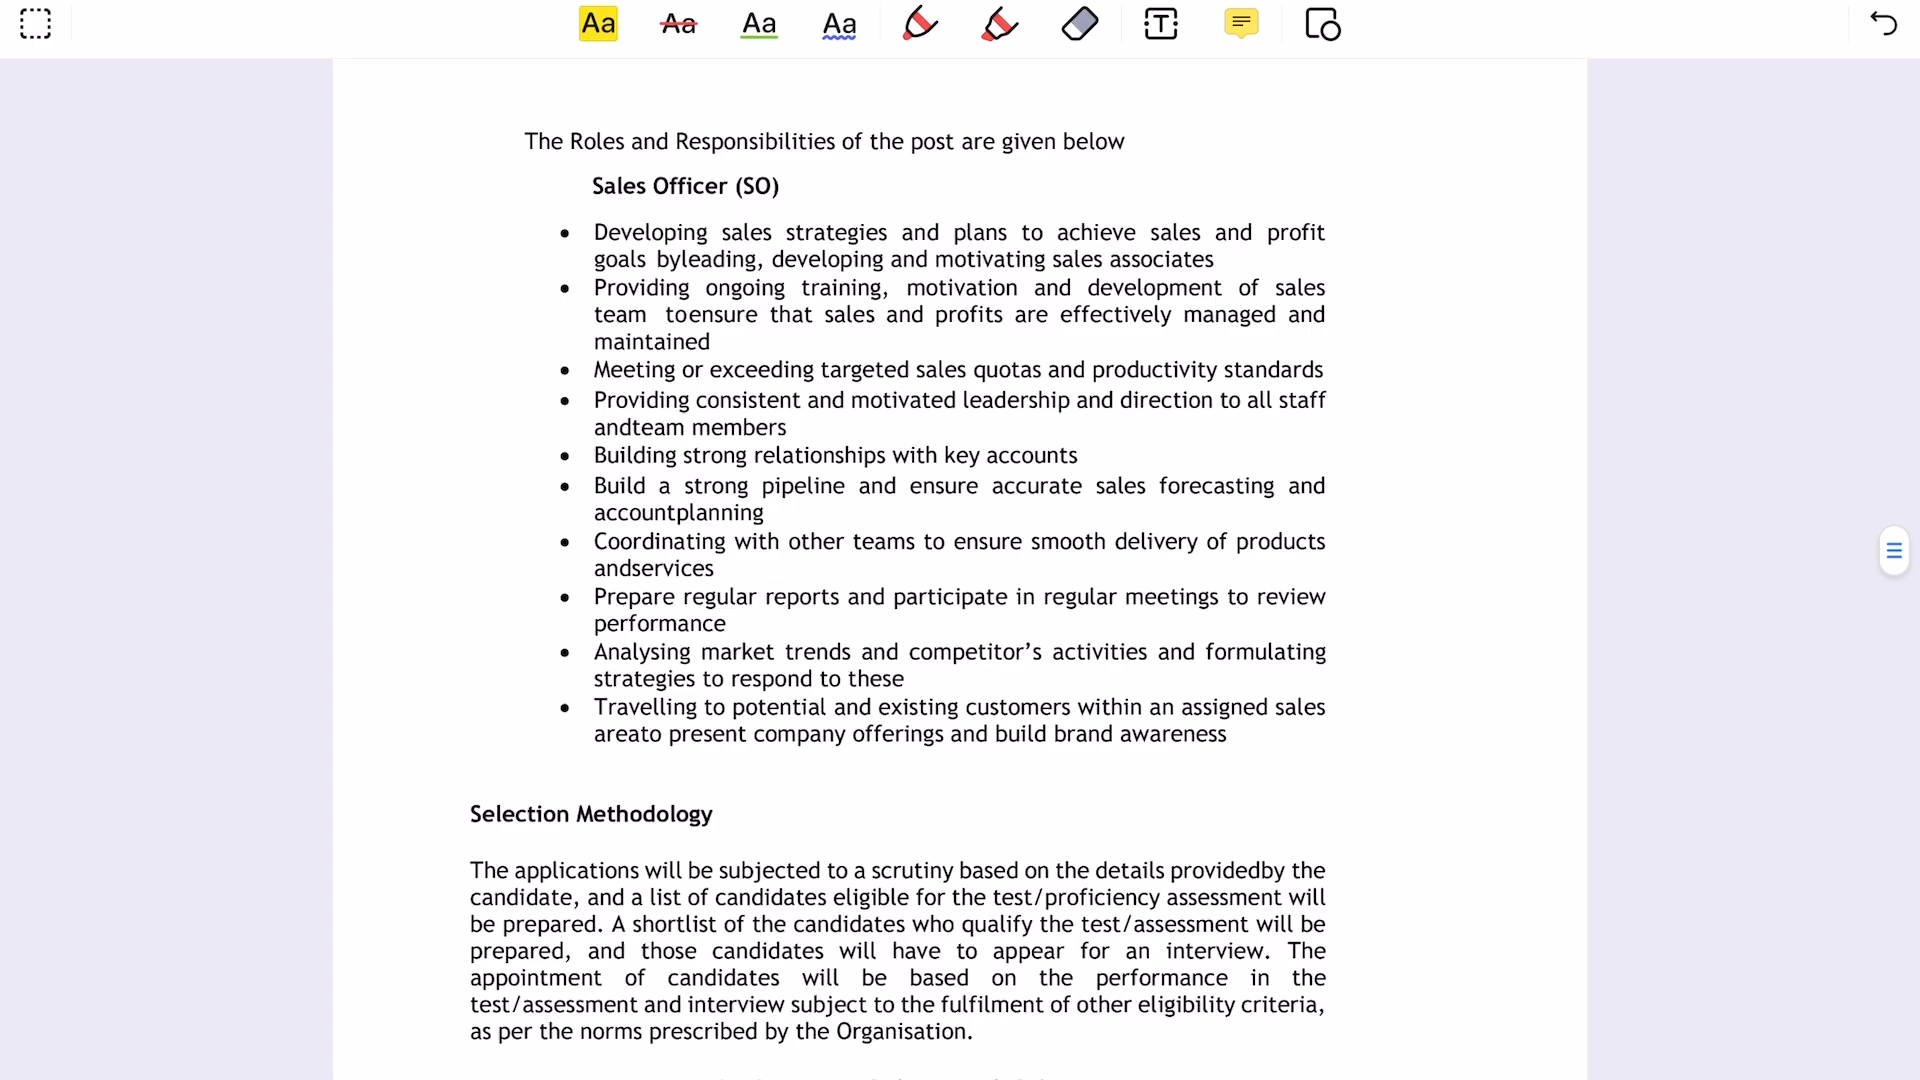 Aa Aa Aa Aa T
The Roles and Responsibilities of the post are given below
Sales Officer (SO)
• Developing sales strategies and plans to achieve sales and profit
goals byleading, developing and motivating sales associates
• Providing ongoing training, motivation and development of sales
team toensure that sales and profits are effectively managed and
maintained
• Meeting or exceeding targeted sales quotas and productivity standards
• Providing consistent and motivated leadership and direction to all staff
andteam members
• Building strong relationships with key accounts
• Build a strong pipeline and ensure accurate sales forecasting and
accountplanning
• Coordinating with other teams to ensure smooth delivery of products
andservices
• Prepare regular reports and participate in regular meetings to review
performance
• Analysing market trends and competitor’s activities and formulating
strategies to respond to these
• Travelling to potential and existing customers within an assigned sales
areato present company offerings and build brand awareness
Selection Methodology
The applications will be subjected to a scrutiny based on the details providedby the
candidate, and a list of candidates eligible for the test/proficiency assessment will
be prepared. A shortlist of the candidates who qualify the test/assessment will be
prepared, and those candidates will have to appear for an interview. The
appointment of candidates will be based on the performance in the
test/assessment and interview subject to the fulfilment of other eligibility criteria,
as per the norms prescribed by the Organisation.